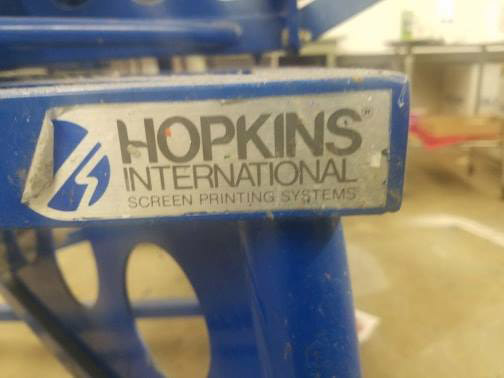 HOPKINS
INTERNATIONAL
SCREEN PRINTING SYSTEMS